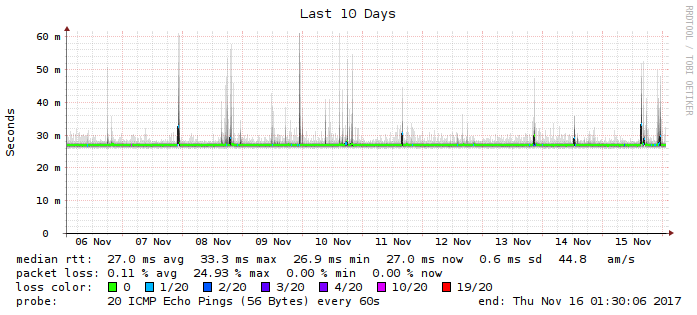 Last 10 Days
RRDTOOL / TOBI OETIKER
Seconds
60 m
50 m
40 m
30 m
20 m
10 m
0
06 Nov 07 Nov 08 Nov 09 Nov 10 Nov 11 Nov 12 Nov 13 Nov 14 Nov 15 Nov
median rtt: 27.0 ms avg 33.3 ms max 26.9 ms min 27.0 ms now 0.6 ms sd 44.8 am/s
packet loss: 0.11 % avg 24.93 % max 0.00 % min 0.00 % now
loss color: 0 1/20 2/20 3/20 4/20 10/20 19/20
probe: 20 ICMP Echo Pings (56 Bytes) every 60s end: Thu Nov 16 01:30:06 2017